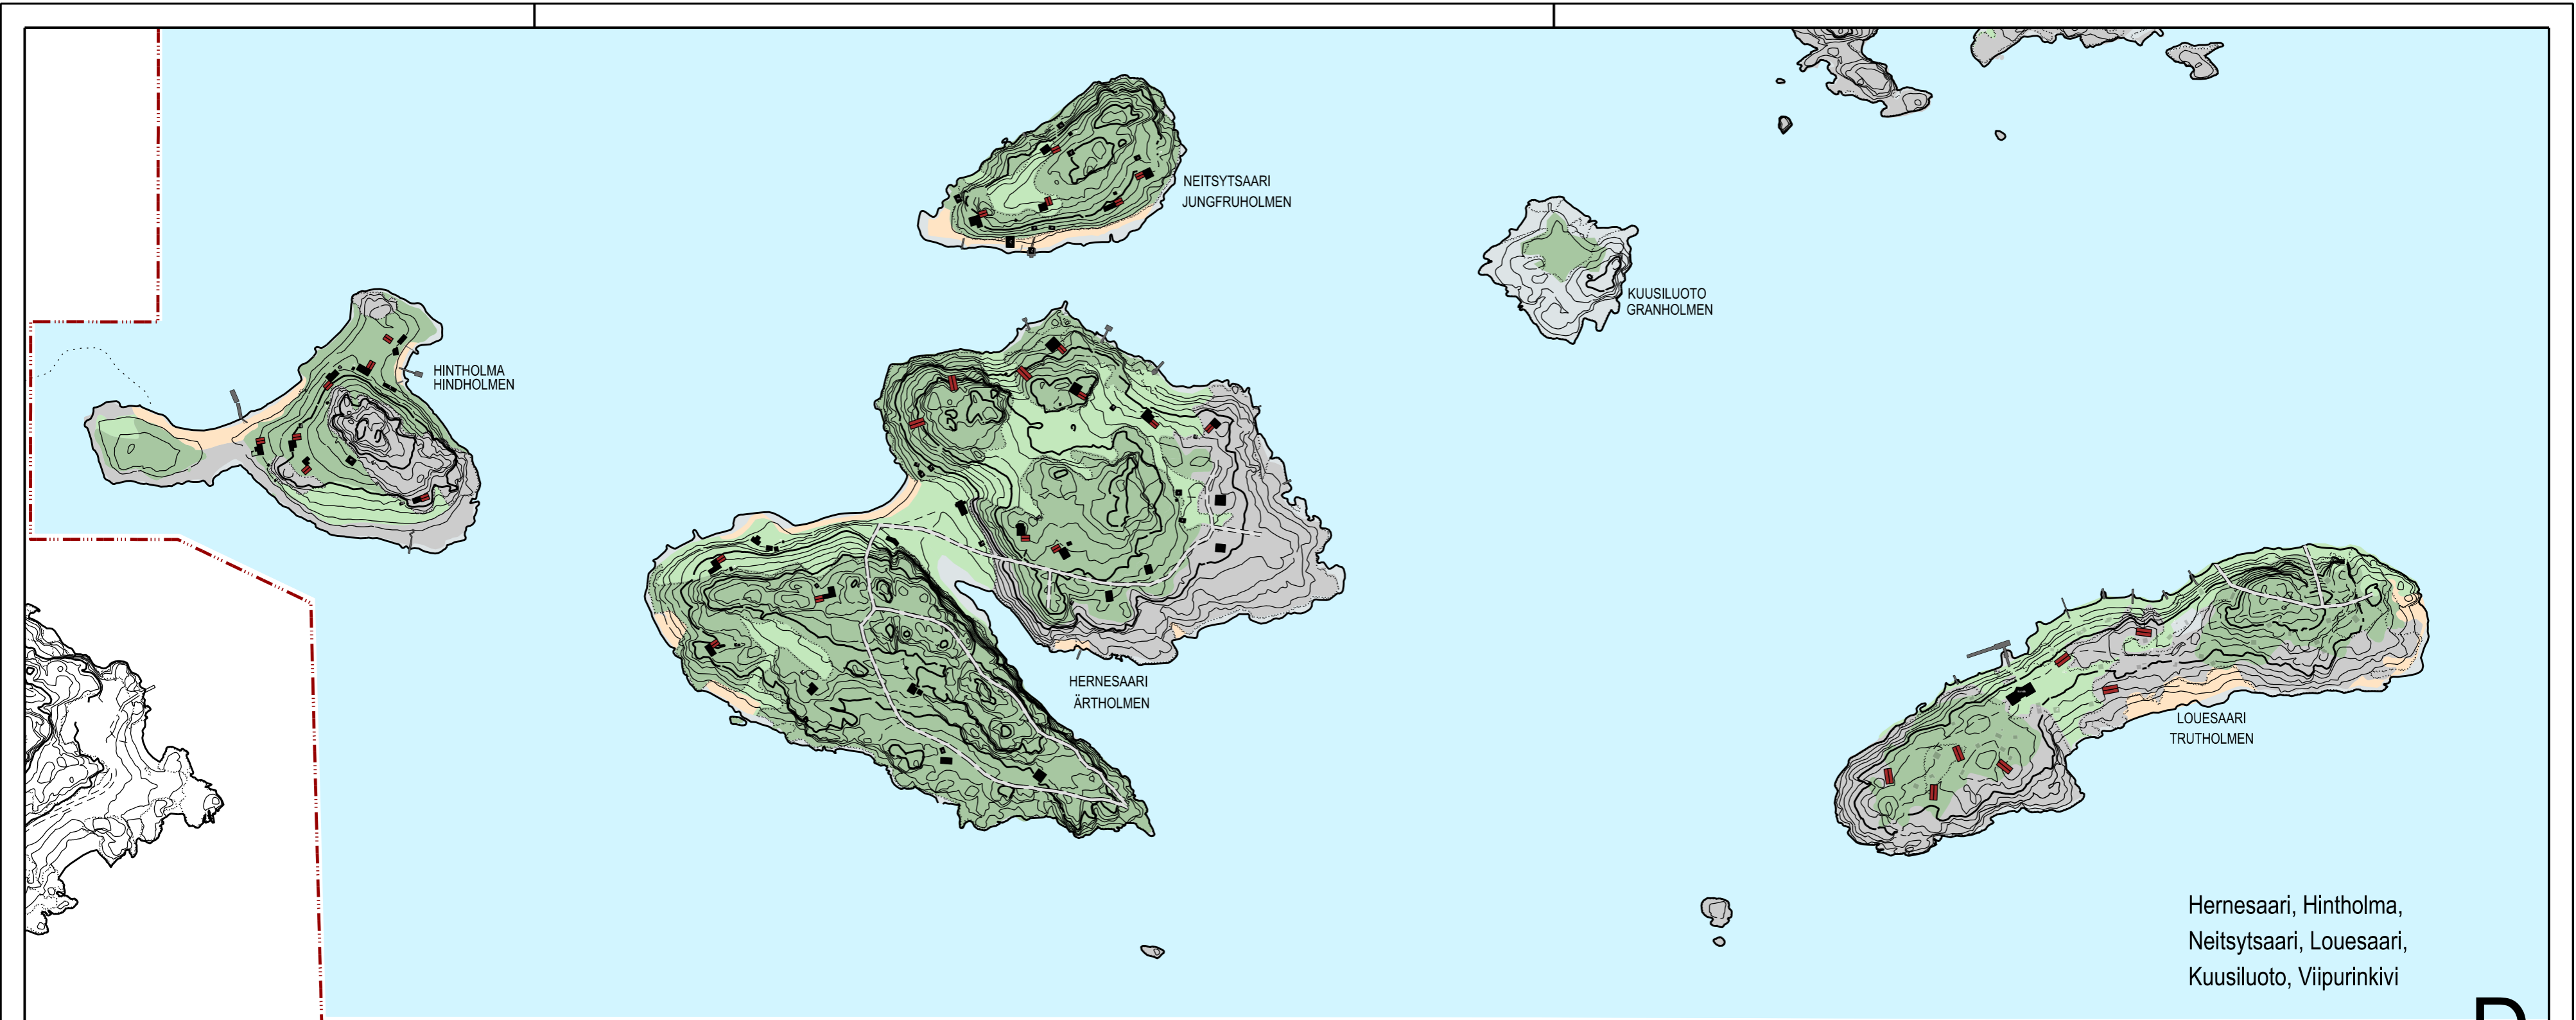 NEITSYTSAARI
JUNGFRUHOLMEN
KUUSILUOTO
GRANHOLMEN
HINTHOLMA
HINDHOLMEN
HERNESAARI
ÄRTHOLMEN
LOUESAARI
TRUTHOLMEN
Hernesaari, Hintholma,
Neitsytsaari, Louesaari,
Kuusiluoto, Viipurinkivi